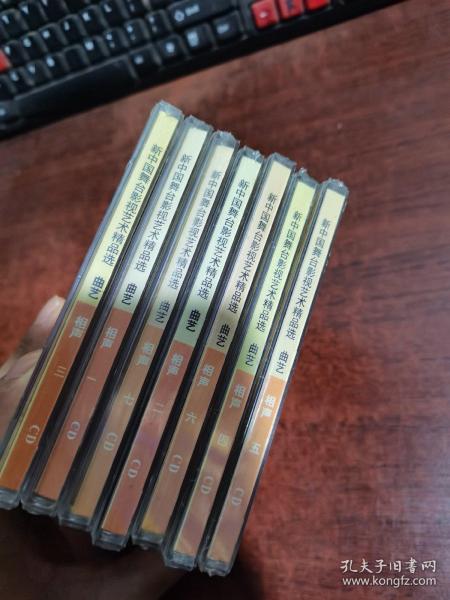 新中国舞台影视艺术精品选 曲艺 相声 三 CD
新中国舞台影视艺术精品选 曲艺 相声 一 CD
新中国舞台影视艺术精品选 曲艺 相声 七 CD
新中国舞台影视艺术精品选 曲艺 相声 二 CD
新中国舞台影视艺术精品选 曲艺 相声 六 CD
新中国舞台影视艺术精品选 曲艺 相声 四 CD
新中国舞台影视艺术精品选 曲艺 相声 五 CD
孔夫子旧书网
www.kongfz.com